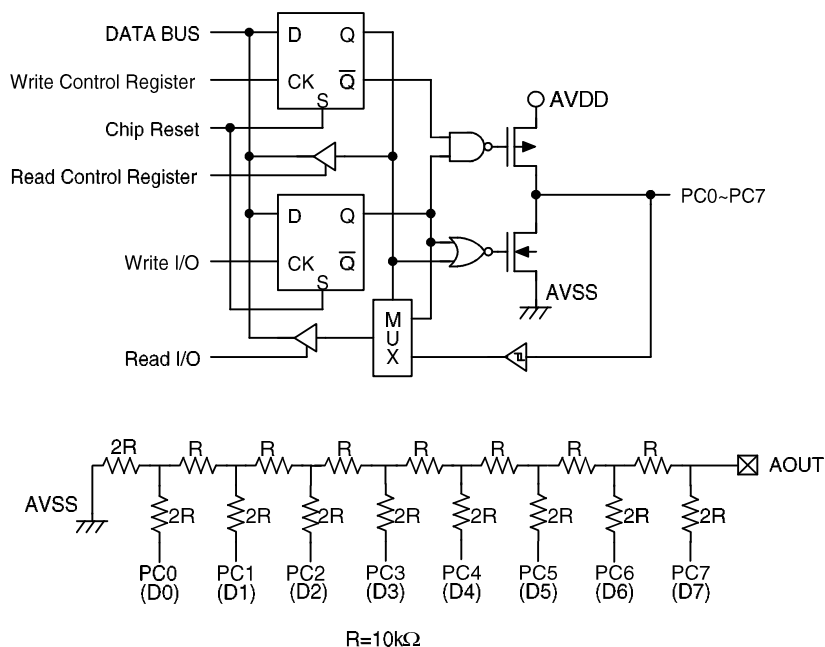 DATA BUS
D Q
Write Control Register
CK Q
S
AVDD
Chip Reset
Read Control Register
PC0~PC7
D Q
Write I/O
CK Q
S
AVSS
MUX
Read I/O
2R R R R R R R R
AOUT
AVSS
2R 2R 2R 2R 2R 2R 2R 2R
PC0 PC1 PC2 PC3 PC4 PC5 PC6 PC7
(D0) (D1) (D2) (D3) (D4) (D5) (D6) (D7)
R=10kΩ